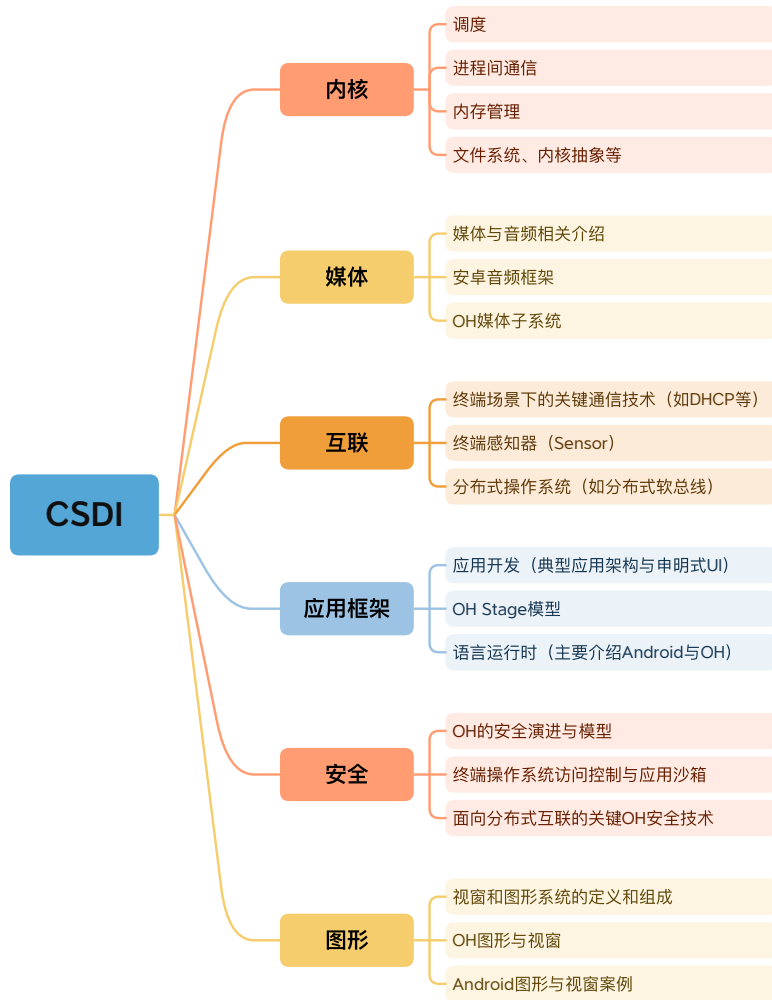 CSDI
内核
调度
进程间通信
内存管理
文件系统、内核抽象等
媒体
媒体与音频相关介绍
安卓音频框架
OH媒体子系统
互联
终端场景下的关键通信技术（如DHCP等）
终端感知器（Sensor）
分布式操作系统（如分布式软总线）
应用框架
应用开发（典型应用架构与申明式UI）
OH Stage模型
语言运行时（主要介绍Android与OH）
安全
OH的安全演进与模型
终端操作系统访问控制与应用沙箱
面向分布式互联的关键OH安全技术
图形
视窗和图形系统的定义和组成
OH图形与视窗
Android图形与视窗案例